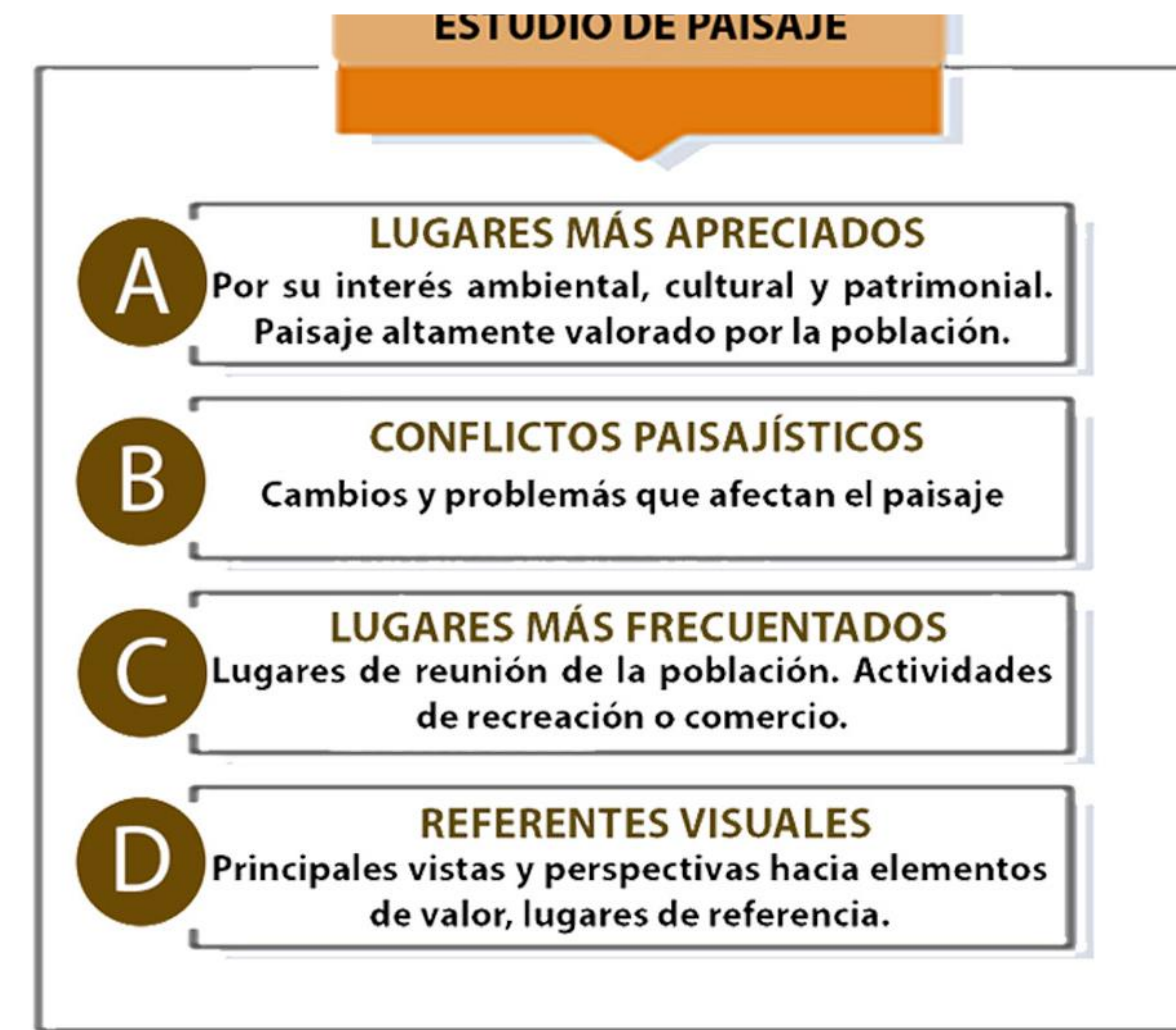 ESTUDIO DE PAISAJE
A
LUGARES MÁS APRECIADOS
Por su interés ambiental, cultural y patrimonial.
Paisaje altamente valorado por la población.
B
CONFLICTOS PAISAJÍSTICOS
Cambios y problemás que afectan el paisaje
C
LUGARES MÁS FRECUENTADOS
Lugares de reunión de la población. Actividades
de recreación o comercio.
D
REFERENTES VISUALES
Principales vistas y perspectivas hacia elementos
de valor, lugares de referencia.